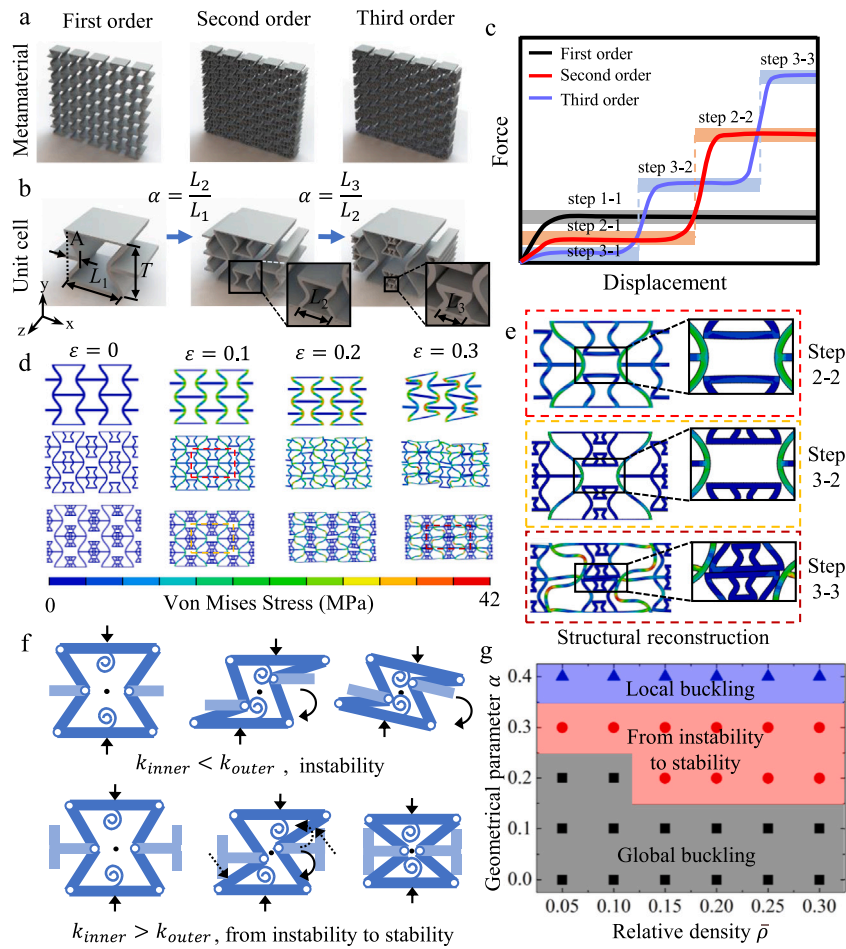 a
First order
Second order
Third order
Metamaterial
b
α = L2/L1
α = L3/L2
Unit cell
A
L1
T
L2
L3
y
x
z
c
First order
Second order
Third order
step 3-3
step 2-2
step 3-2
step 1-1
step 2-1
step 3-1
Force
Displacement
d
ε = 0
ε = 0.1
ε = 0.2
ε = 0.3
0
Von Mises Stress (MPa)
42
e
Step
2-2
Step
3-2
Step
3-3
Structural reconstruction
f
kinner < kouter , instability
kinner > kouter, from instability to stability
g
Geometrical parameter α
0.4
0.3
0.2
0.1
0.0
Local buckling
From instability
to stability
Global buckling
0.05 0.10 0.15 0.20 0.25 0.30
Relative density ρ̄